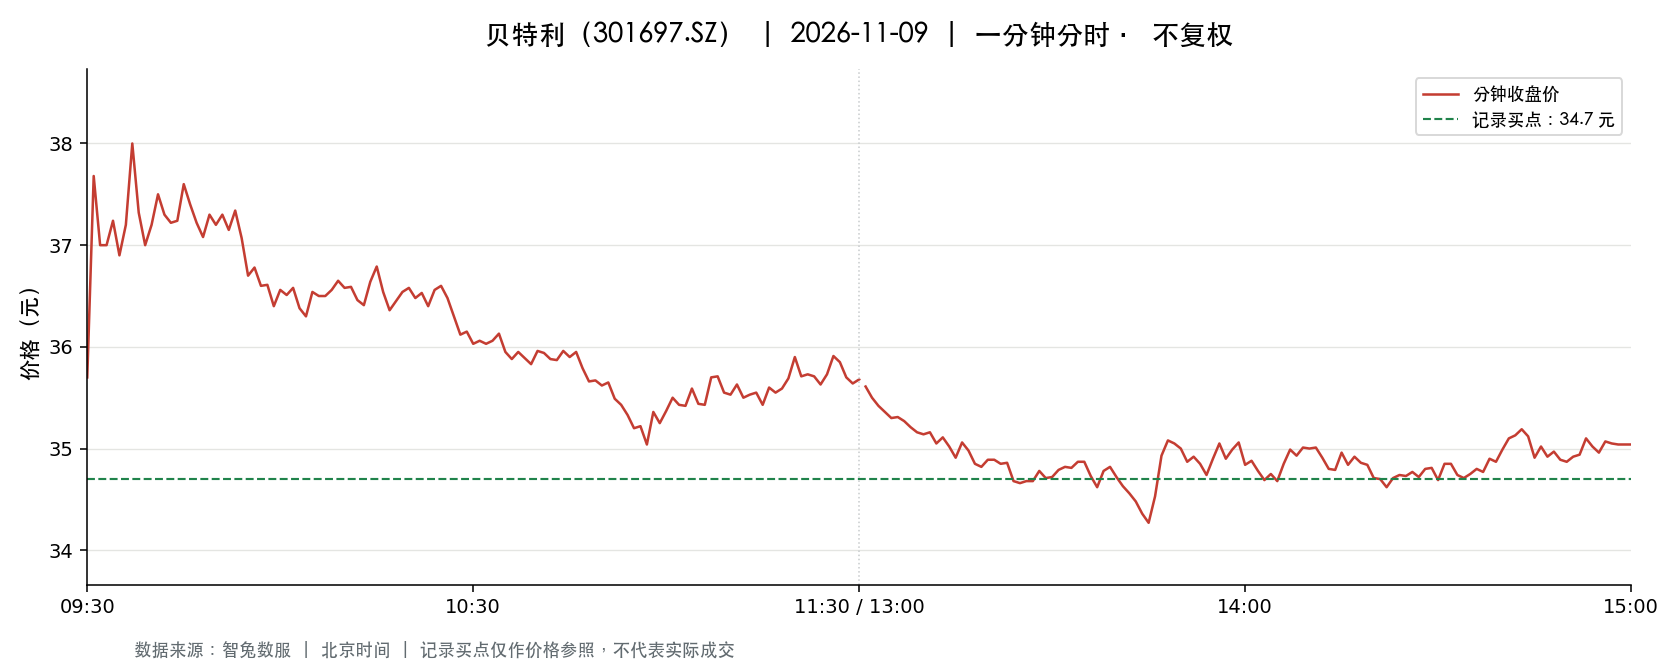 贝特利（301697.SZ） | 2026-11-09 | 一分钟分时 · 不复权
分钟收盘价
记录买点：34.7 元
价格（元）
38
37
36
35
34
09:30
10:30
11:30 / 13:00
14:00
15:00
数据来源：智兔数服 | 北京时间 | 记录买点仅作价格参照，不代表实际成交